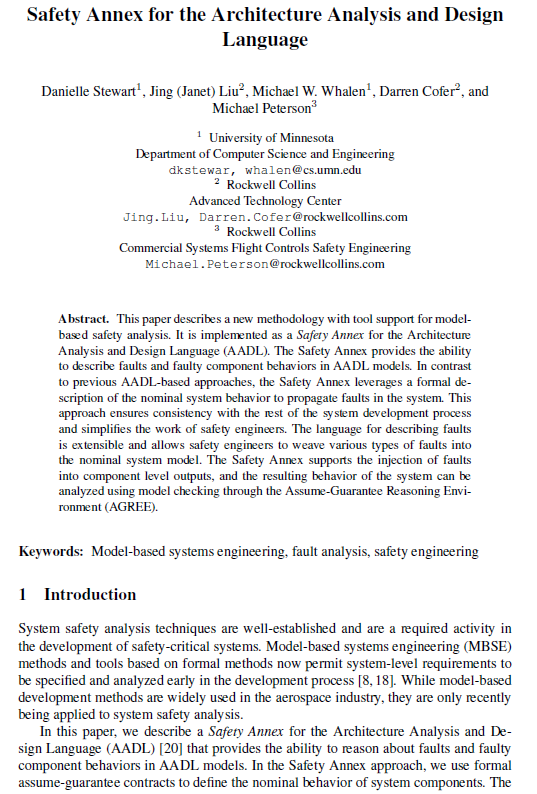 Safety Annex for the Architecture Analysis and Design
Language
Danielle Stewart1, Jing (Janet) Liu2, Michael W. Whalen1, Darren Cofer2, and
Michael Peterson3
1 University of Minnesota
Department of Computer Science and Engineering
dkstewar, whalen@cs.umn.edu
2 Rockwell Collins
Advanced Technology Center
Jing.Liu, Darren.Cofer@rockwellcollins.com
3 Rockwell Collins
Commercial Systems Flight Controls Safety Engineering
Michael.Peterson@rockwellcollins.com
Abstract. This paper describes a new methodology with tool support for model-
based safety analysis. It is implemented as a Safety Annex for the Architecture
Analysis and Design Language (AADL). The Safety Annex provides the ability
to describe faults and faulty component behaviors in AADL models. In contrast
to previous AADL-based approaches, the Safety Annex leverages a formal de-
scription of the nominal system behavior to propagate faults in the system. This
approach ensures consistency with the rest of the system development process
and simplifies the work of safety engineers. The language for describing faults
is extensible and allows safety engineers to weave various types of faults into
the nominal system model. The Safety Annex supports the injection of faults
into component level outputs, and the resulting behavior of the system can be
analyzed using model checking through the Assume-Guarantee Reasoning Envi-
ronment (AGREE).
Keywords: Model-based systems engineering, fault analysis, safety engineering
1 Introduction
System safety analysis techniques are well-established and are a required activity in
the development of safety-critical systems. Model-based systems engineering (MBSE)
methods and tools based on formal methods now permit system-level requirements to
be specified and analyzed early in the development process [8, 18]. While model-based
development methods are widely used in the aerospace industry, they are only recently
being applied to system safety analysis.
In this paper, we describe a Safety Annex for the Architecture Analysis and De-
sign Language (AADL) [20] that provides the ability to reason about faults and faulty
component behaviors in AADL models. In the Safety Annex approach, we use formal
assume-guarantee contracts to define the nominal behavior of system components. The